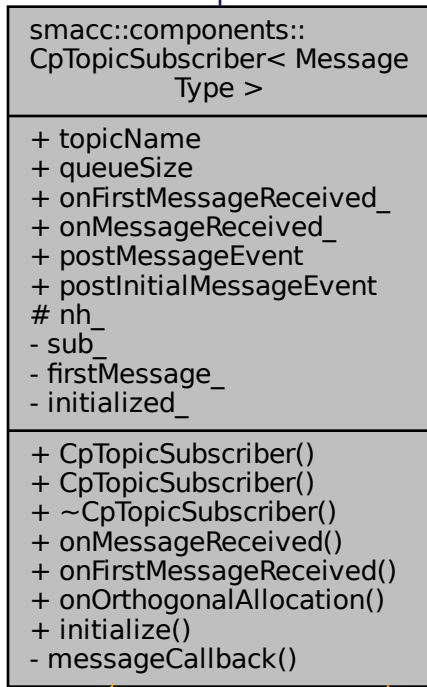 smacc::components::
CpTopicSubscriber< Message
Type >
+ topicName
+ queueSize
+ onFirstMessageReceived_
+ onMessageReceived_
+ postMessageEvent
+ postInitialMessageEvent
# nh_
- sub_
- firstMessage_
- initialized_
+ CpTopicSubscriber()
+ CpTopicSubscriber()
+ ~CpTopicSubscriber()
+ onMessageReceived()
+ onFirstMessageReceived()
+ onOrthogonalAllocation()
+ initialize()
- messageCallback()